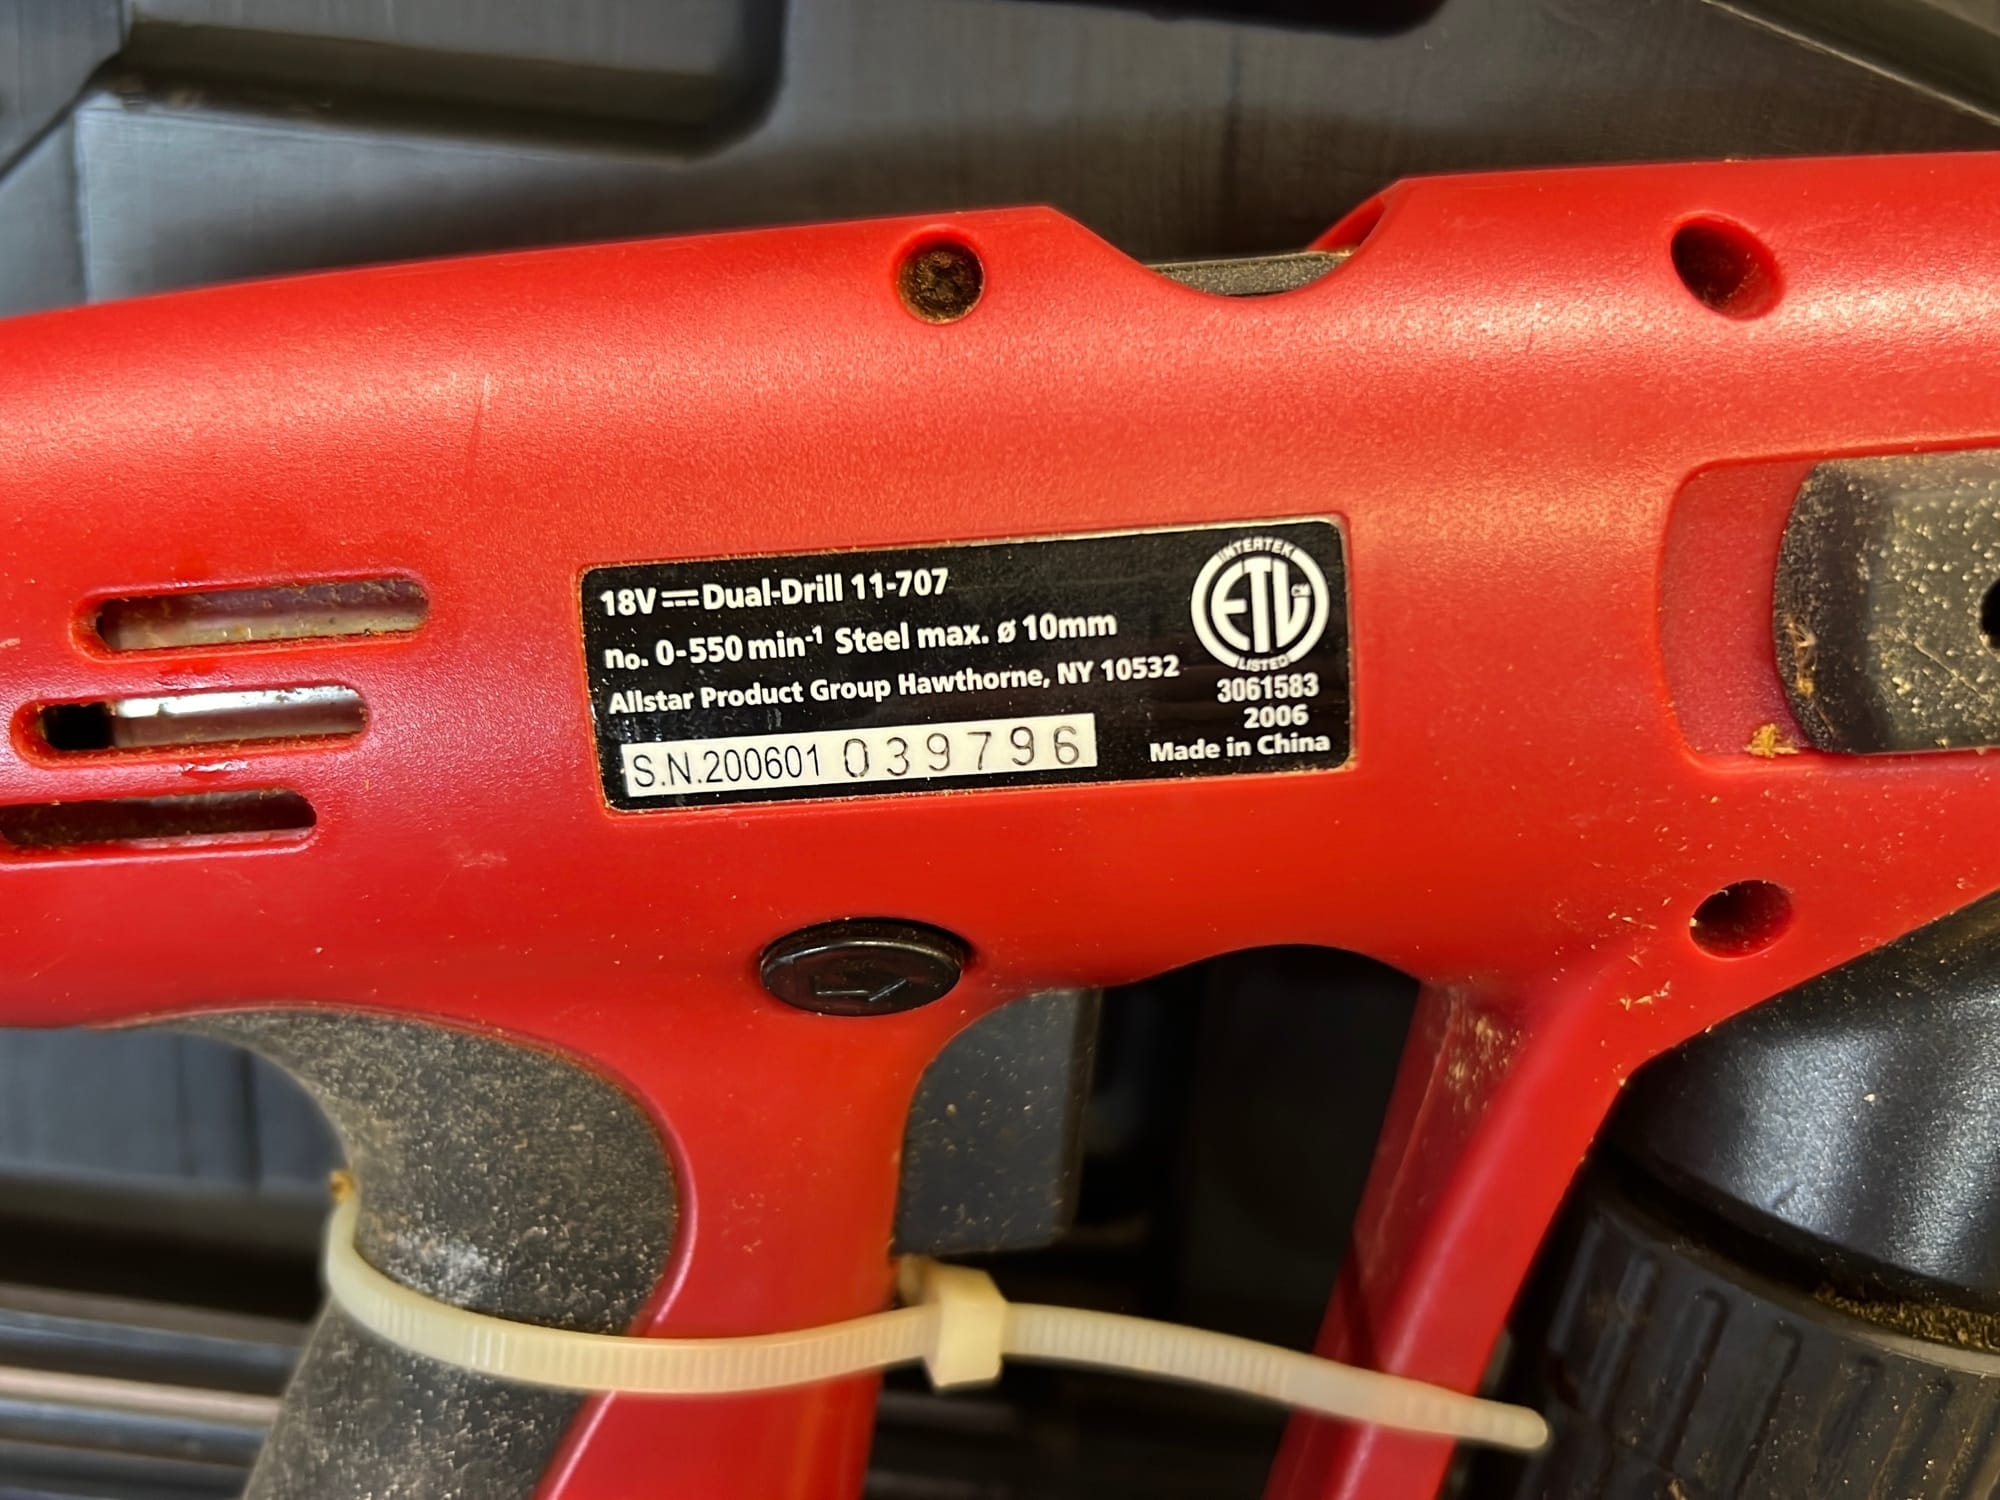 18V⎓Dual-Drill 11-707
no. 0-550 min⁻¹ Steel max. ø 10mm
Allstar Product Group Hawthorne, NY 10532
S.N.200601 039796
INTERTEK
ETL CM
LISTED
3061583
2006
Made in China